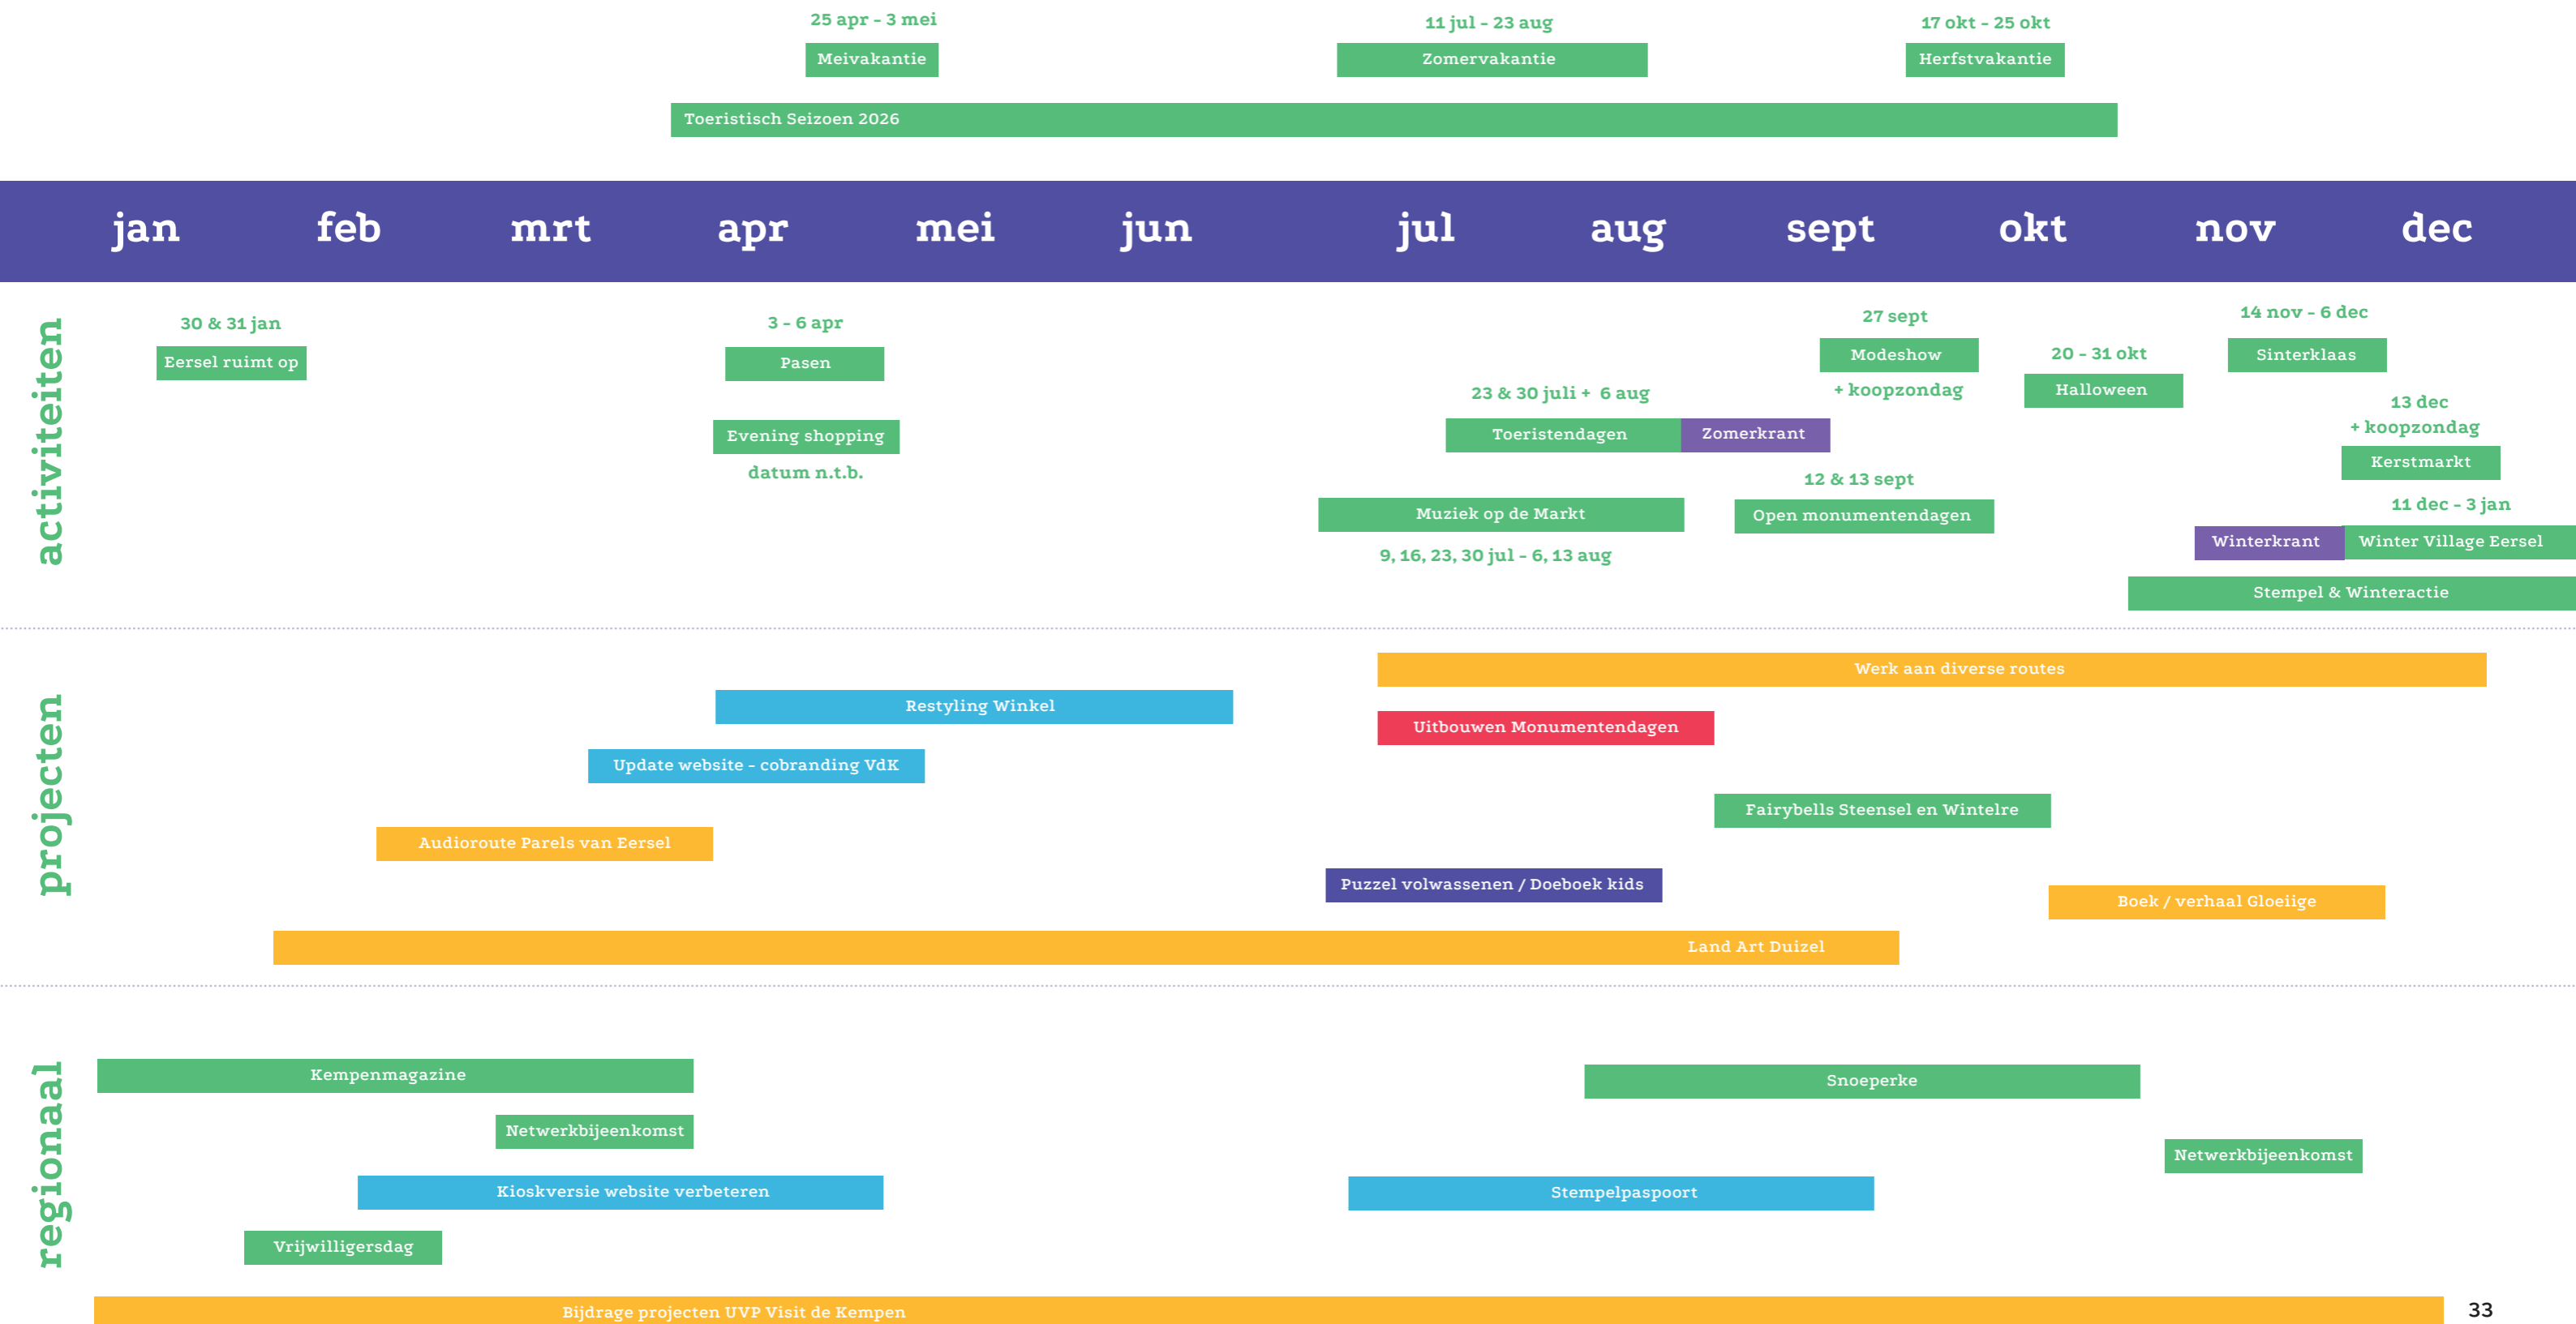 25 apr - 3 mei
11 jul - 23 aug
17 okt - 25 okt
Meivakantie
Zomervakantie
Herfstvakantie
Toeristisch Seizoen 2026
jan feb mrt apr mei jun jul aug sept okt nov dec
activiteiten
30 & 31 jan
Eersel ruimt op
3 - 6 apr
Pasen
Evening shopping
datum n.t.b.
23 & 30 juli + 6 aug
Toeristendagen
Zomerkrant
Muziek op de Markt
9, 16, 23, 30 jul - 6, 13 aug
27 sept
Modeshow
+ koopzondag
12 & 13 sept
Open monumentendagen
20 - 31 okt
Halloween
14 nov - 6 dec
Sinterklaas
13 dec
+ koopzondag
Kerstmarkt
11 dec - 3 jan
Winterkrant
Winter Village Eersel
Stempel & Winteractie
projecten
Werk aan diverse routes
Restyling Winkel
Uitbouwen Monumentendagen
Update website - cobranding VdK
Fairybells Steensel en Wintelre
Audioroute Parels van Eersel
Puzzel volwassenen / Doeboek kids
Boek / verhaal Gloeiige
Land Art Duizel
regionaal
Kempenmagazine
Snoeperke
Netwerkbijeenkomst
Netwerkbijeenkomst
Kioskversie website verbeteren
Stempelpaspoort
Vrijwilligersdag
Bijdrage projecten UVP Visit de Kempen
33